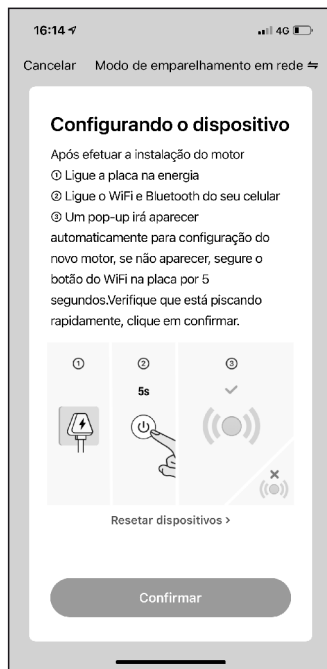 16:14
4G
Cancelar Modo de emparelhamento em rede
Configurando o dispositivo
Após efetuar a instalação do motor
① Ligue a placa na energia
② Ligue o WiFi e Bluetooth do seu celular
③ Um pop-up irá aparecer
automaticamente para configuração do
novo motor, se não aparecer, segure o
botão do WiFi na placa por 5
segundos.Verifique que está piscando
rapidamente, clique em confirmar.
① ② ③
5s
Resetar dispositivos >
Confirmar